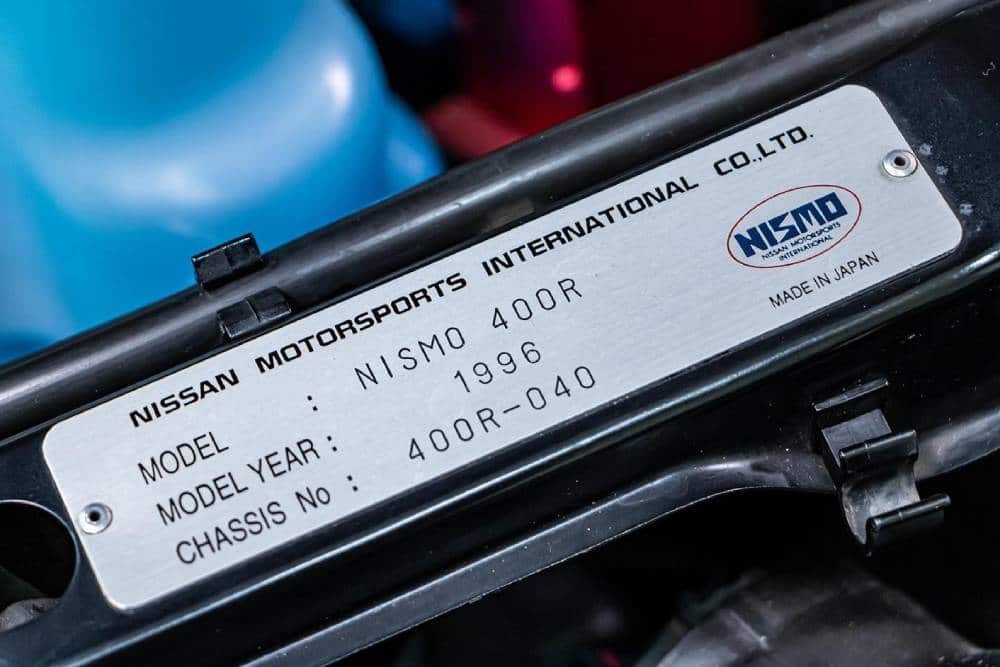 NISSAN MOTORSPORTS INTERNATIONAL CO.,LTD.
MODEL : NISMO 400R
MODEL YEAR : 1996
CHASSIS No : 400R-040
NISMO
NISSAN MOTORSPORTS
INTERNATIONAL
MADE IN JAPAN